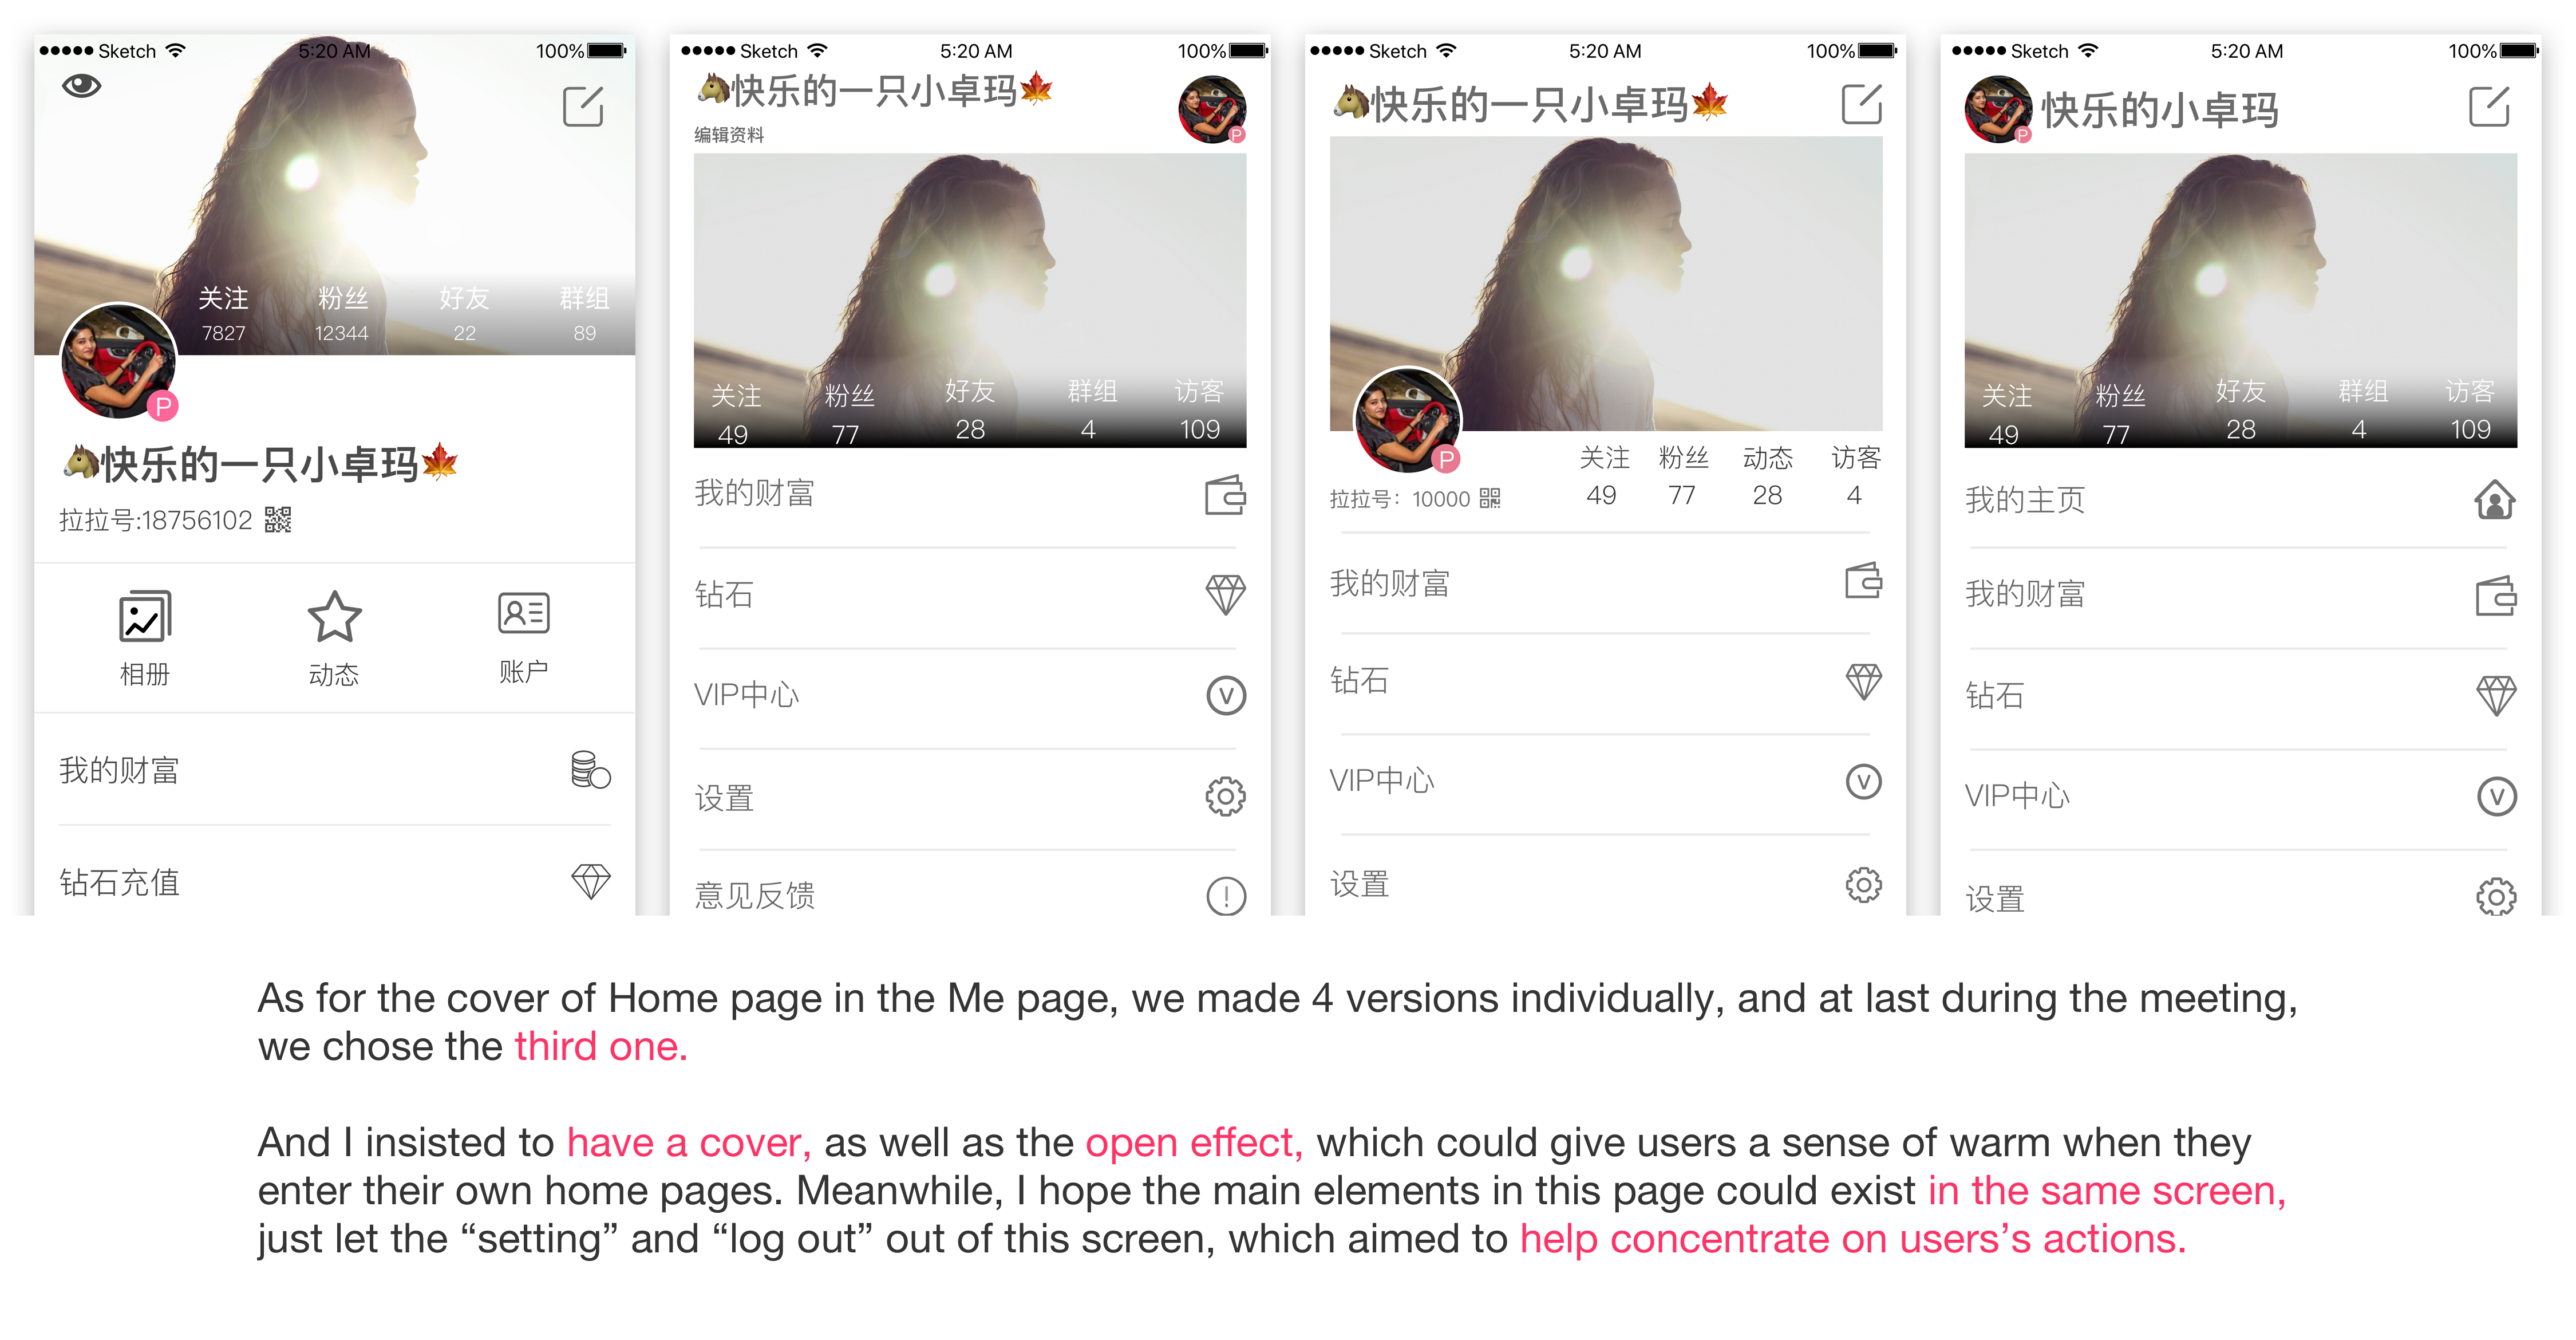 Sketch 5:20 AM 100%
关注 粉丝 好友 群组
7827 12344 22 89
P
🐴快乐的一只小卓玛🍁
拉拉号:18756102
相册 动态 账户
我的财富
钻石充值
Sketch 5:20 AM 100%
🐴快乐的一只小卓玛🍁
编辑资料
P
关注 粉丝 好友 群组 访客
49 77 28 4 109
我的财富
钻石
VIP中心
V
设置
意见反馈
Sketch 5:20 AM 100%
🐴快乐的一只小卓玛🍁
P
关注 粉丝 动态 访客
49 77 28 4
拉拉号：10000
我的财富
钻石
VIP中心
V
设置
Sketch 5:20 AM 100%
快乐的小卓玛
P
关注 粉丝 好友 群组 访客
49 77 28 4 109
我的主页
我的财富
钻石
VIP中心
V
设置
As for the cover of Home page in the Me page, we made 4 versions individually, and at last during the meeting,
we chose the third one.
And I insisted to have a cover, as well as the open effect, which could give users a sense of warm when they
enter their own home pages. Meanwhile, I hope the main elements in this page could exist in the same screen,
just let the “setting” and “log out” out of this screen, which aimed to help concentrate on users’s actions.